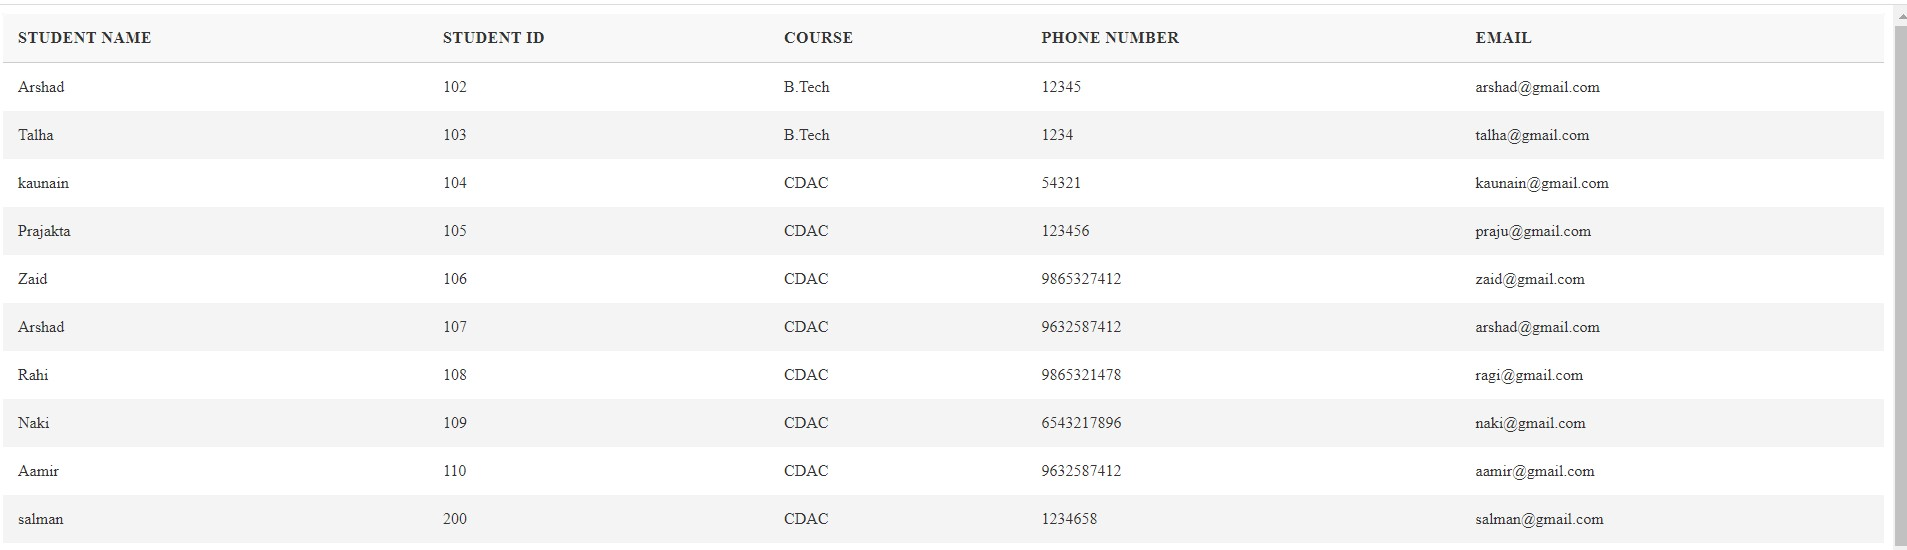 STUDENT NAME STUDENT ID COURSE PHONE NUMBER EMAIL
Arshad 102 B.Tech 12345 arshad@gmail.com
Talha 103 B.Tech 1234 talha@gmail.com
kaunain 104 CDAC 54321 kaunain@gmail.com
Prajakta 105 CDAC 123456 praju@gmail.com
Zaid 106 CDAC 9865327412 zaid@gmail.com
Arshad 107 CDAC 9632587412 arshad@gmail.com
Rahi 108 CDAC 9865321478 ragi@gmail.com
Naki 109 CDAC 6543217896 naki@gmail.com
Aamir 110 CDAC 9632587412 aamir@gmail.com
salman 200 CDAC 1234658 salman@gmail.com